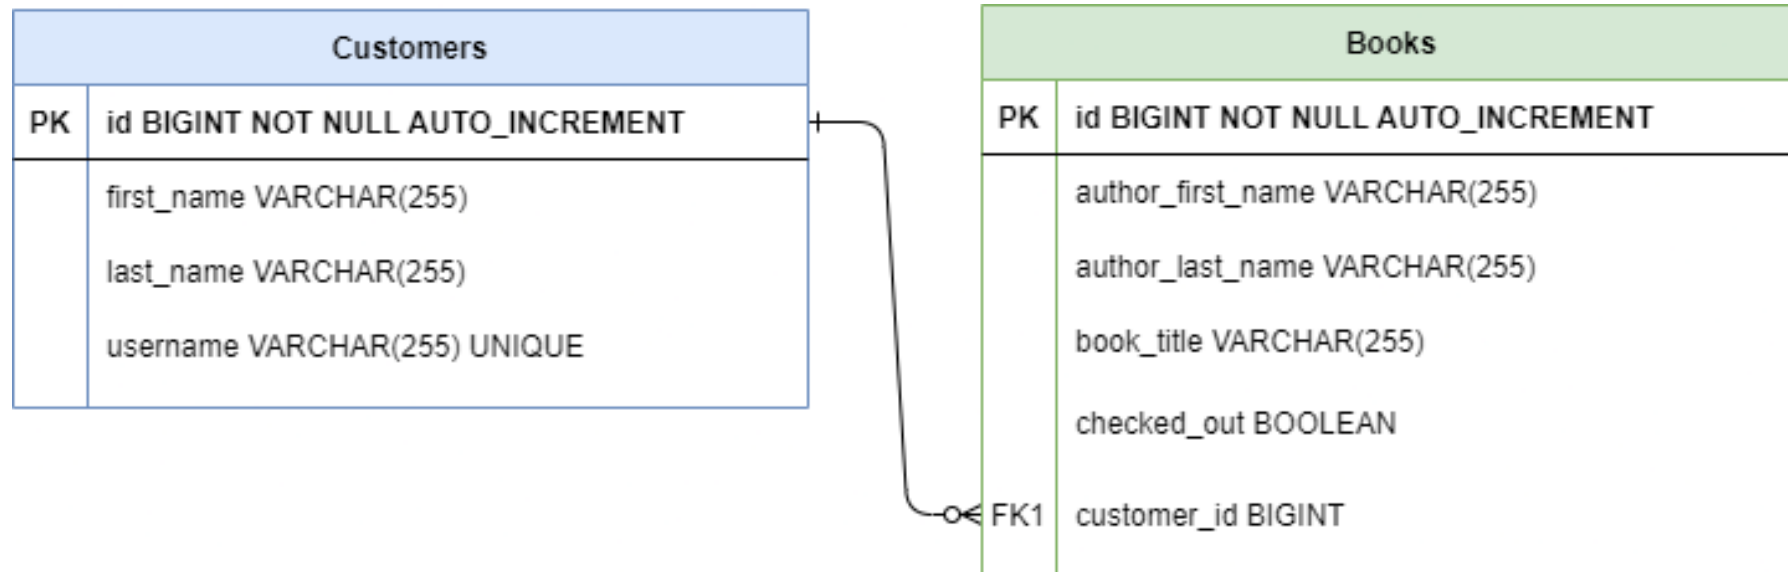 Customers
PK id BIGINT NOT NULL AUTO_INCREMENT
first_name VARCHAR(255)
last_name VARCHAR(255)
username VARCHAR(255) UNIQUE
Books
PK id BIGINT NOT NULL AUTO_INCREMENT
author_first_name VARCHAR(255)
author_last_name VARCHAR(255)
book_title VARCHAR(255)
checked_out BOOLEAN
FK1 customer_id BIGINT